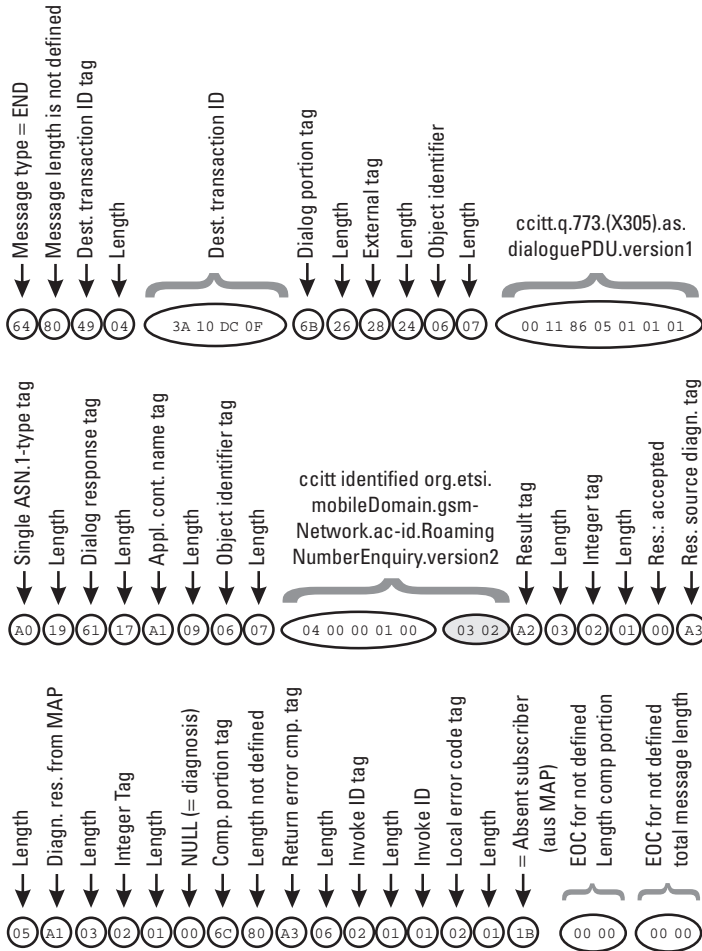 Message type = END
Message length is not defined
Dest. transaction ID tag
Length
Dest. transaction ID
Dialog portion tag
Length
External tag
Length
Object identifier
Length
ccitt.q.773.(X305).as.
dialoguePDU.version1
64 80 49 04 3A 10 DC 0F 6B 26 28 24 06 07 00 11 86 05 01 01 01
Single ASN.1-type tag
Length
Dialog response tag
Length
Appl. cont. name tag
Length
Object identifier tag
Length
ccitt identified org.etsi.
mobileDomain.gsm-
Network.ac-id.Roaming
NumberEnquiry.version2
Result tag
Length
Integer tag
Length
Res.: accepted
Res. source diagn. tag
A0 19 61 17 A1 09 06 07 04 00 00 01 00 03 02 A2 03 02 01 00 A3
Length
Diagn. res. from MAP
Length
Integer Tag
Length
NULL (= diagnosis)
Comp. portion tag
Length not defined
Return error cmp. tag
Length
Invoke ID tag
Length
Invoke ID
Local error code tag
Length
= Absent subscriber
(aus MAP)
EOC for not defined
Length comp portion
EOC for not defined
total message length
05 A1 03 02 01 00 6C 80 A3 06 02 01 01 02 01 1B 00 00 00 00